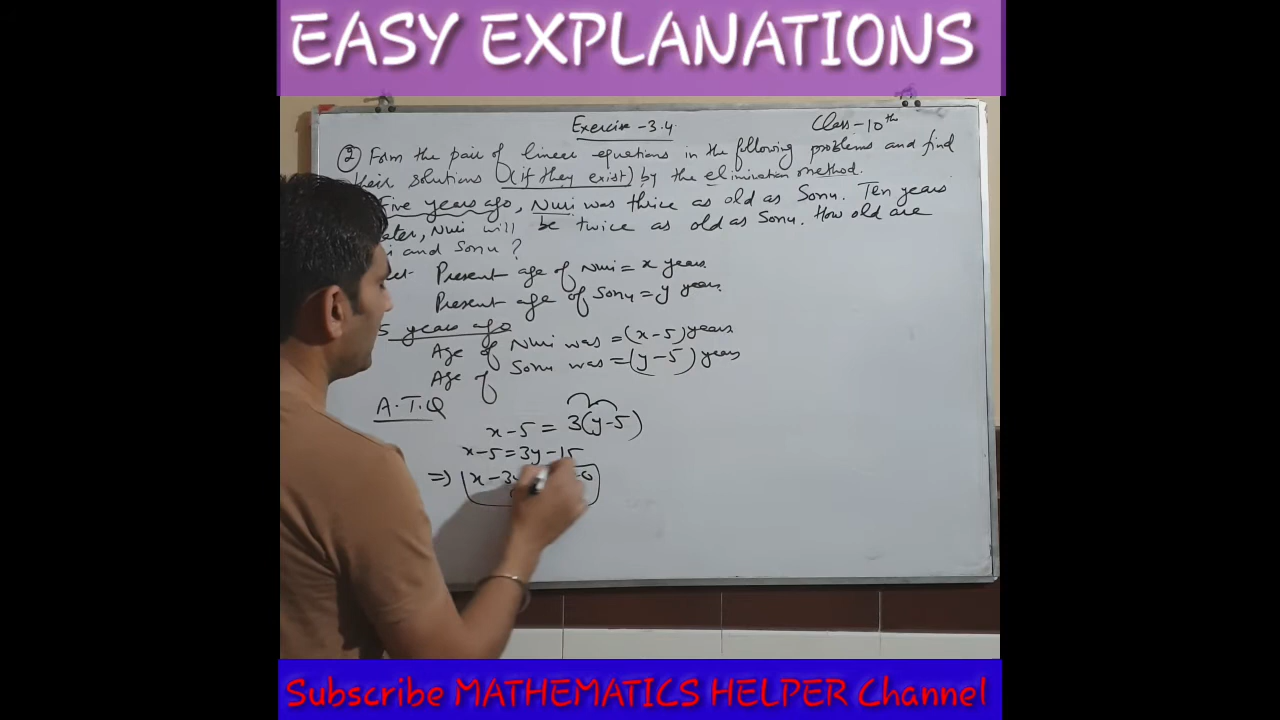 EASY EXPLANATIONS
Exercise - 3.4
Class - 10th
② Form the pair of linear equations in the following problems and find
their solutions (if they exist) by the elimination method.
Five years ago, Nuri was thrice as old as Sonu. Ten years
later, Nuri will be twice as old as Sonu. How old are
and Sonu ?
Let Present age of Nuri = x years
Present age of Sonu = y years
5 years ago
Age of Nuri was = (x-5) years
Age of Sonu was = (y-5) years
A.T.Q
x-5 = 3(y-5)
x-5 = 3y-15
=) x-3y
Subscribe MATHEMATICS HELPER Channel